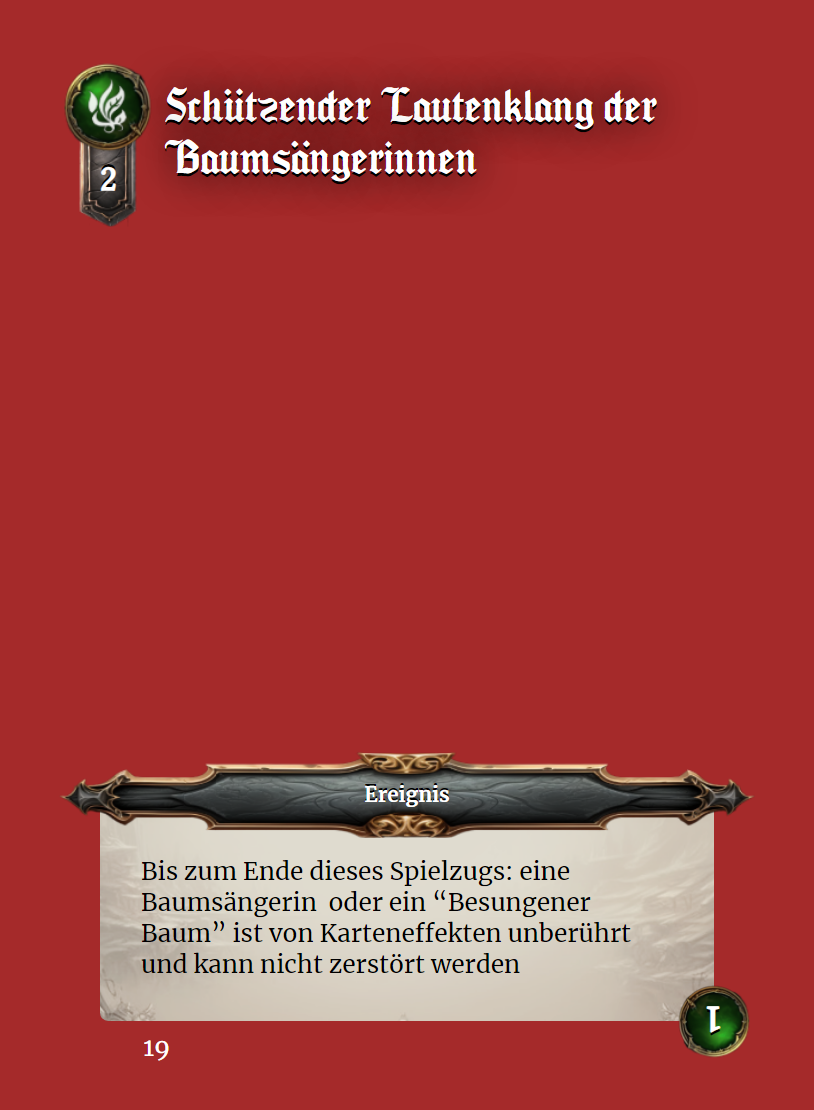 Schützender Lautenklang der
Baumsängerinnen
2
Ereignis
Bis zum Ende dieses Spielzugs: eine
Baumsängerin  oder ein “Besungener
Baum” ist von Karteneffekten unberührt
und kann nicht zerstört werden
1
19